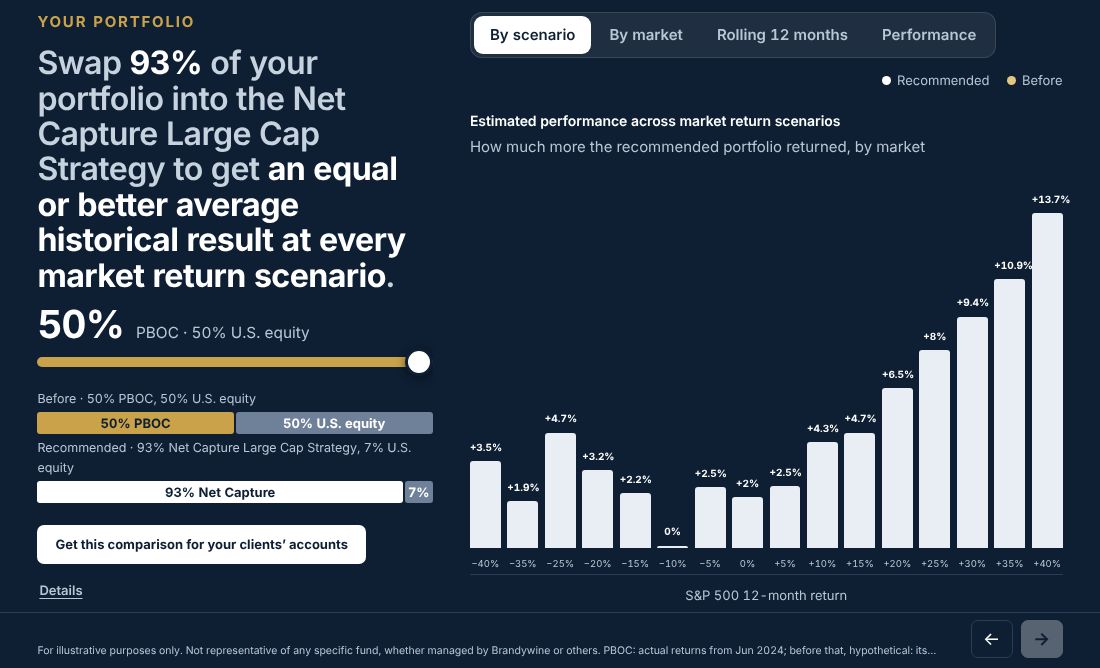 YOUR PORTFOLIO
Swap 93% of your
portfolio into the Net
Capture Large Cap
Strategy to get an equal
or better average
historical result at every
market return scenario.
50% PBOC · 50% U.S. equity
Before · 50% PBOC, 50% U.S. equity
50% PBOC 50% U.S. equity
Recommended · 93% Net Capture Large Cap Strategy, 7% U.S.
equity
93% Net Capture 7%
Get this comparison for your clients’ accounts
Details
By scenario By market Rolling 12 months Performance
Recommended Before
Estimated performance across market return scenarios
How much more the recommended portfolio returned, by market
+3.5% +1.9% +4.7% +3.2% +2.2% 0% +2.5% +2% +2.5% +4.3% +4.7% +6.5% +8% +9.4% +10.9% +13.7%
−40% −35% −25% −20% −15% −10% −5% 0% +5% +10% +15% +20% +25% +30% +35% +40%
S&P 500 12-month return
For illustrative purposes only. Not representative of any specific fund, whether managed by Brandywine or others. PBOC: actual returns from Jun 2024; before that, hypothetical: its…
← →